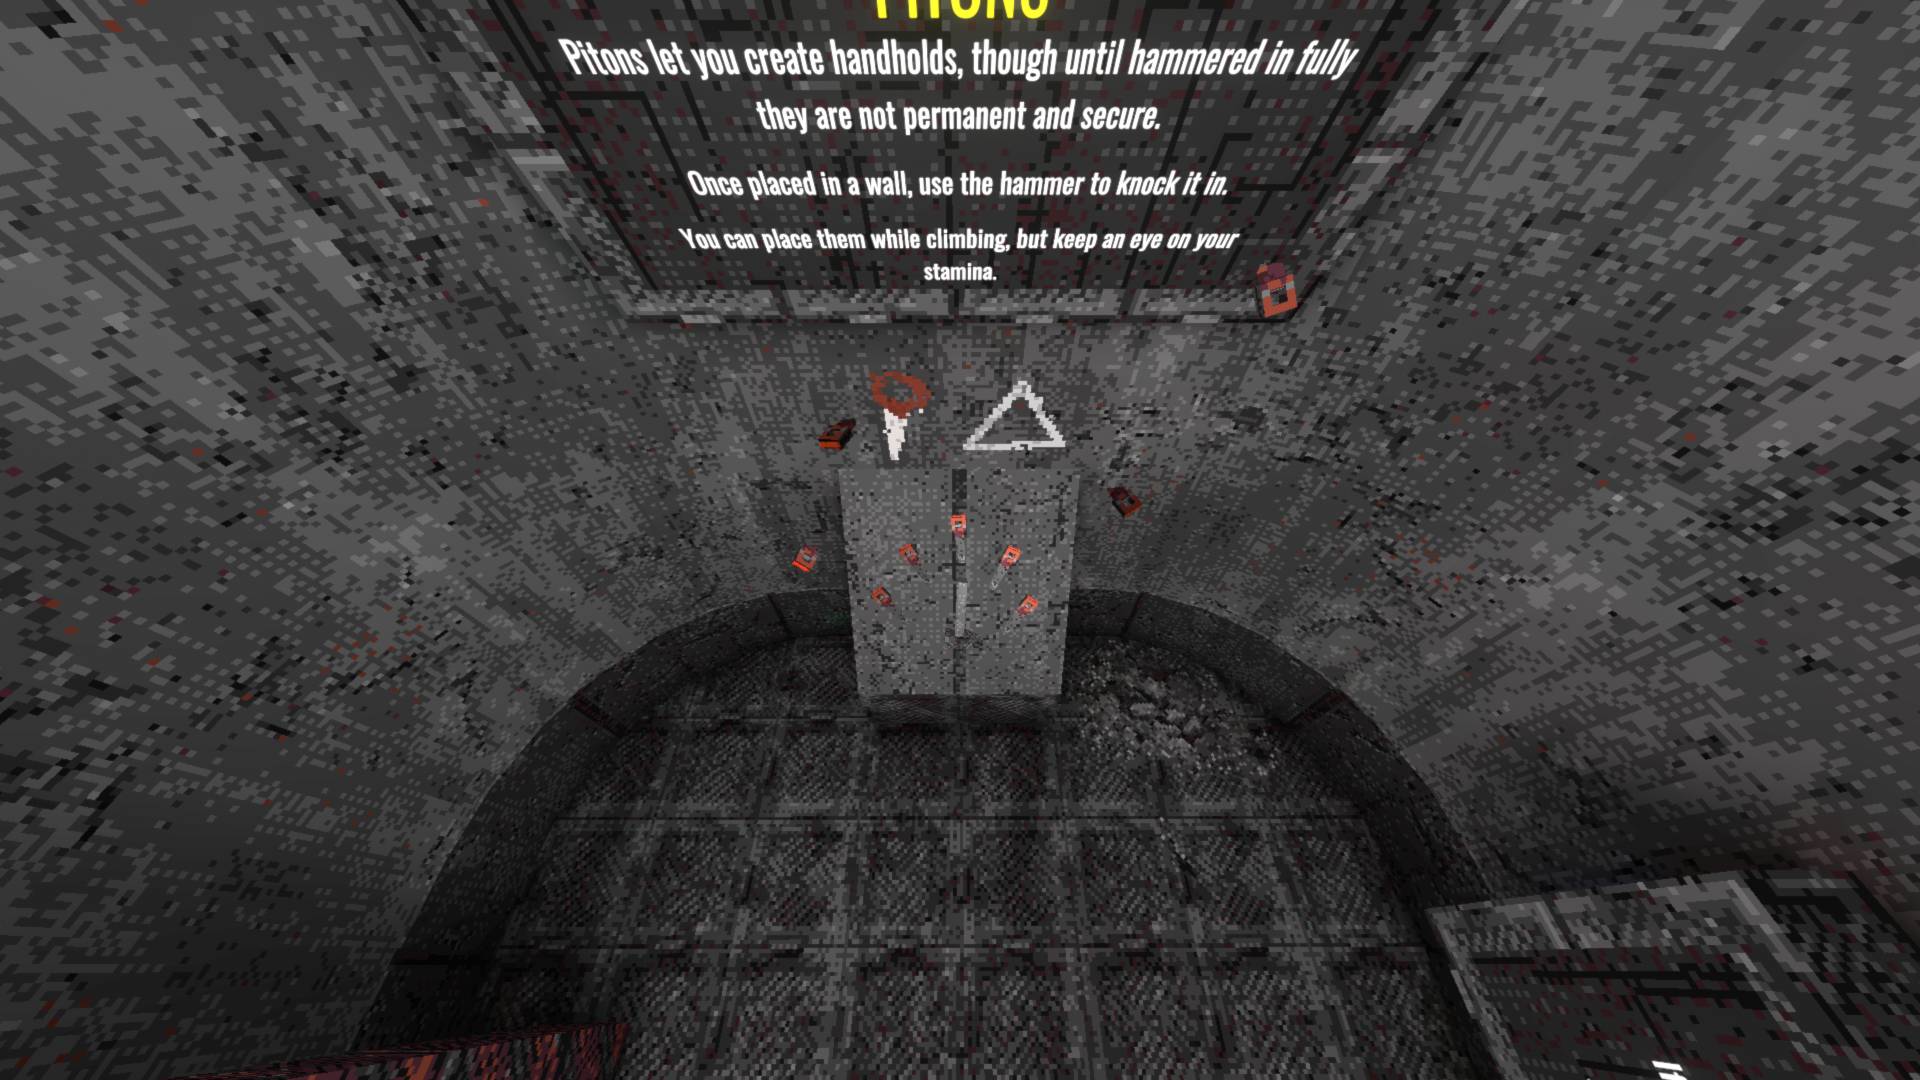 PITONS
Pitons let you create handholds, though until hammered in fully
they are not permanent and secure.
Once placed in a wall, use the hammer to knock it in.
You can place them while climbing, but keep an eye on your
stamina.